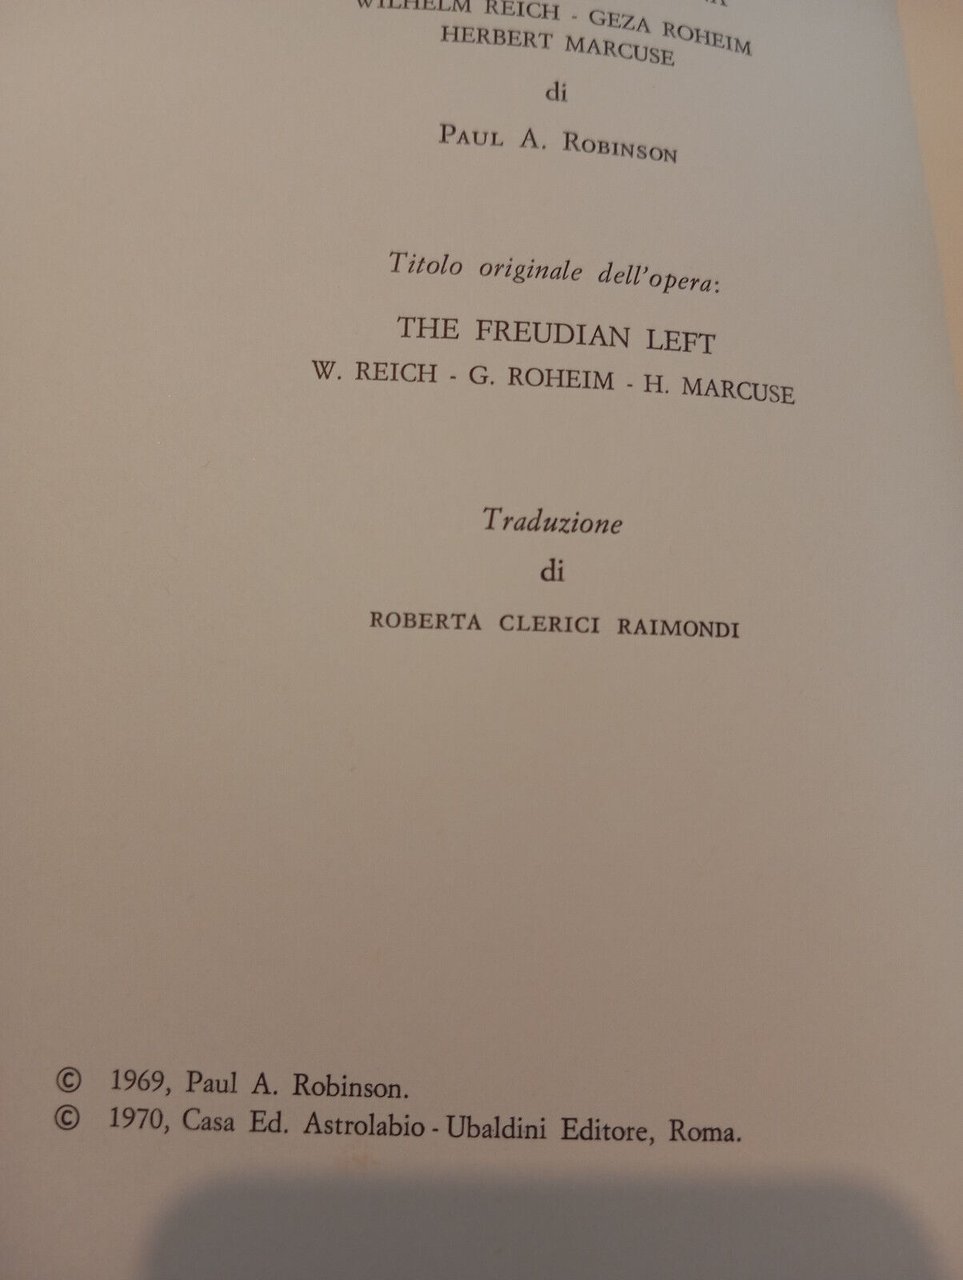 WILHELM REICH - GEZA ROHEIM
HERBERT MARCUSE
di
PAUL A. ROBINSON
Titolo originale dell'opera:
THE FREUDIAN LEFT
W. REICH - G. ROHEIM - H. MARCUSE
Traduzione
di
ROBERTA CLERICI RAIMONDI
© 1969, Paul A. Robinson.
© 1970, Casa Ed. Astrolabio - Ubaldini Editore, Roma.